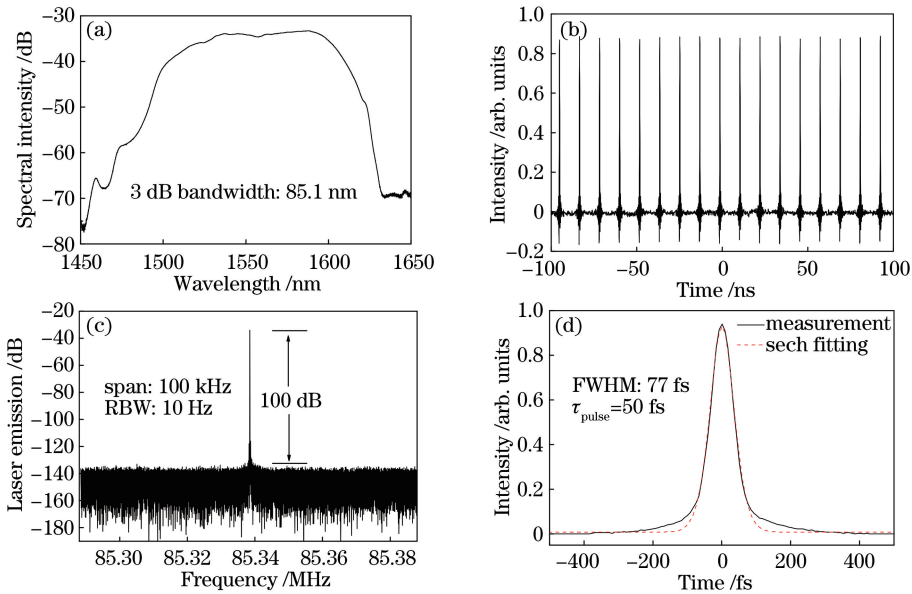 (a)
−30
−40
−50
−60
−70
−80
Spectral intensity /dB
3 dB bandwidth: 85.1 nm
1450
1500
1550
1600
1650
Wavelength /nm
(b)
1.0
0.8
0.6
0.4
0.2
0
−0.2
Intensity /arb. units
−100
−50
0
50
100
Time /ns
(c)
−20
−40
−60
−80
−100
−120
−140
−160
−180
Laser emission /dB
span: 100 kHz
RBW: 10 Hz
100 dB
85.30
85.32
85.34
85.36
85.38
Frequency /MHz
(d)
measurement
sech fitting
1.0
0.8
0.6
0.4
0.2
0
Intensity /arb. units
FWHM: 77 fs
τpulse=50 fs
−400
−200
0
200
400
Time /fs